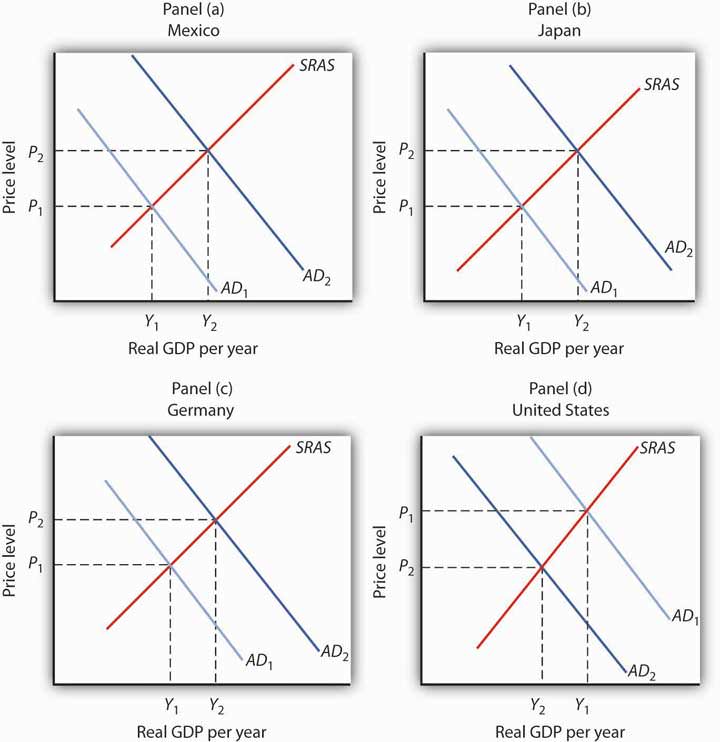 Panel (a)
Mexico
SRAS
Price level
P2
P1
AD1
AD2
Y1
Y2
Real GDP per year
Panel (b)
Japan
SRAS
Price level
P2
P1
AD1
AD2
Y1
Y2
Real GDP per year
Panel (c)
Germany
SRAS
Price level
P2
P1
AD1
AD2
Y1
Y2
Real GDP per year
Panel (d)
United States
SRAS
Price level
P1
P2
AD1
AD2
Y2
Y1
Real GDP per year